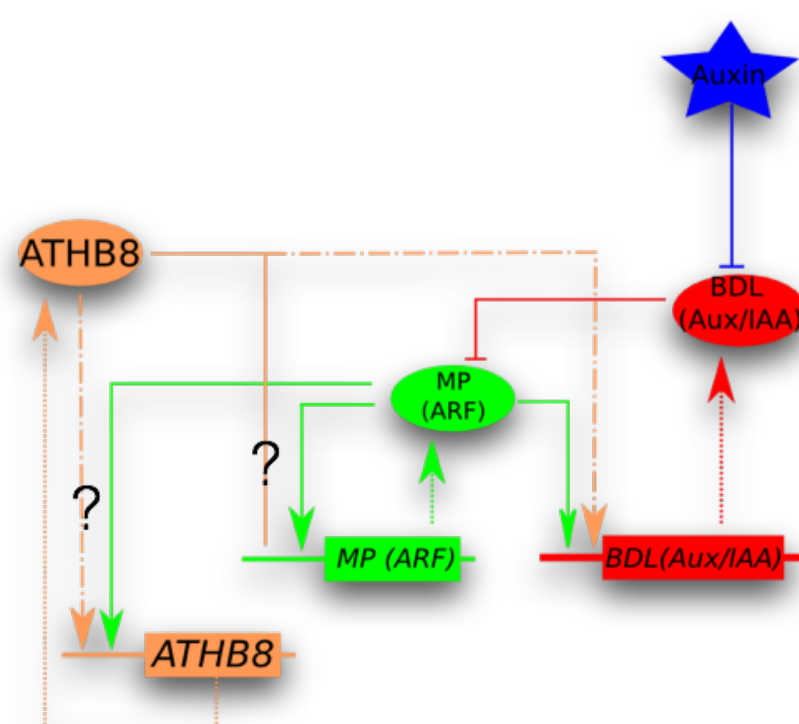 Auxin
ATHB8
BDL
(Aux/IAA)
MP
(ARF)
?
?
MP (ARF)
BDL(Aux/IAA)
ATHB8